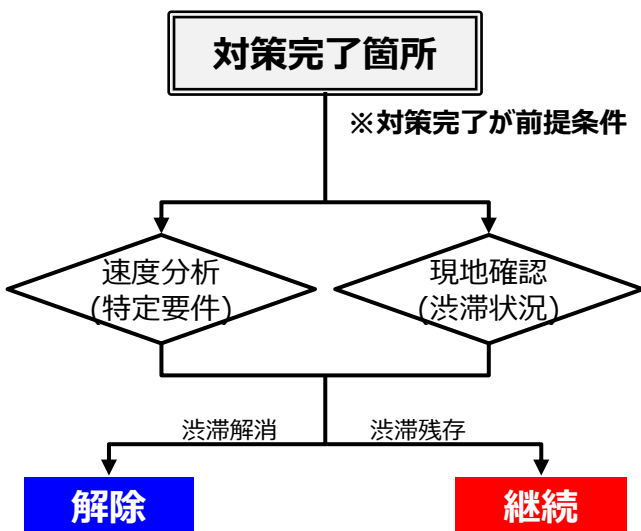 対策完了箇所
※対策完了が前提条件
速度分析
(特定要件)
現地確認
(渋滞状況)
渋滞解消
渋滞残存
解除
継続